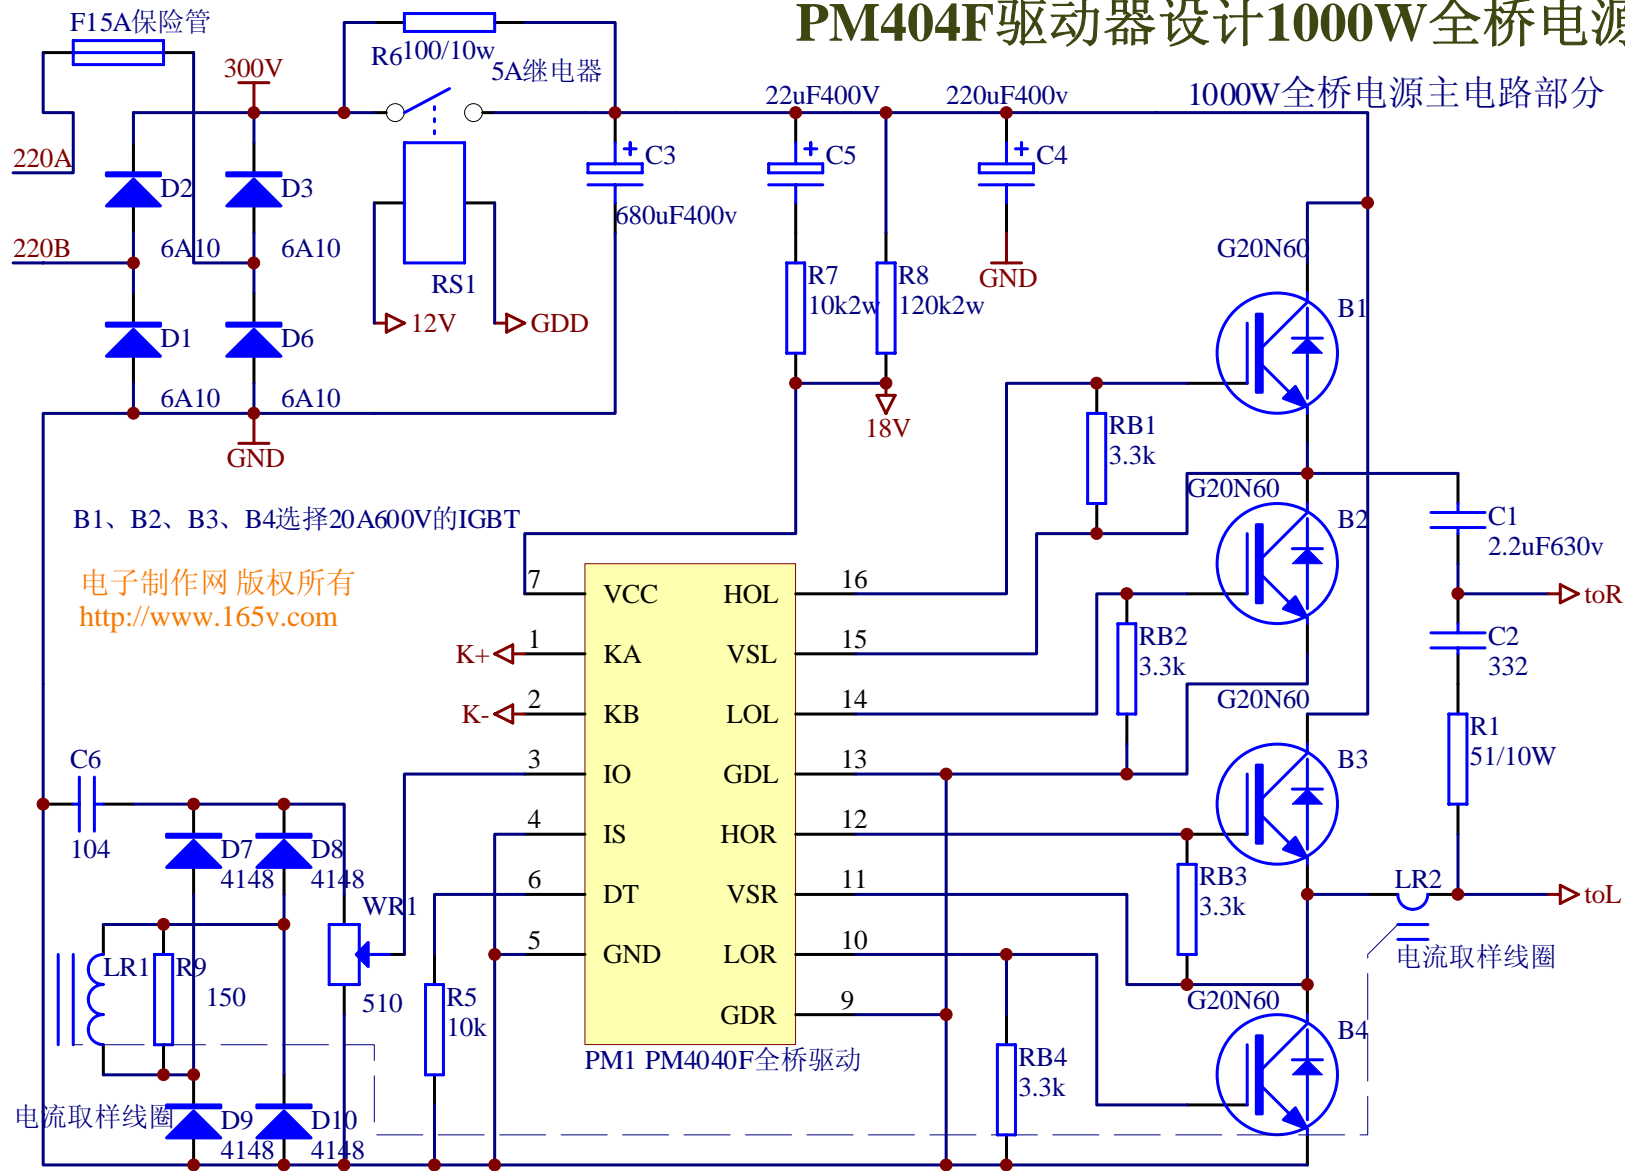 PM404F驱动器设计1000W全桥电源
F15A保险管
R6
100/10w
5A继电器
300V
22uF400V
220uF400v
1000W全桥电源主电路部分
220A
D2
D3
C3
C5
C4
680uF400v
220B
6A10
6A10
G20N60
RS1
GND
R7
10k2w
R8
120k2w
B1
12V
GDD
D1
D6
6A10
6A10
18V
RB1
3.3k
GND
G20N60
B1、B2、B3、B4选择20A600V的IGBT
B2
C1
2.2uF630v
电子制作网 版权所有
http://www.165v.com
7
VCC
HOL
16
toR
K+
1
KA
VSL
15
RB2
3.3k
C2
332
K-
2
KB
LOL
14
G20N60
R1
51/10W
C6
3
IO
GDL
13
B3
104
4
IS
HOR
12
D7
4148
D8
4148
6
DT
VSR
11
RB3
3.3k
LR2
toL
WR1
5
GND
LOR
10
电流取样线圈
LR1
R9
150
510
R5
10k
GDR
9
G20N60
B4
PM1 PM4040F全桥驱动
RB4
3.3k
电流取样线圈
D9
4148
D10
4148